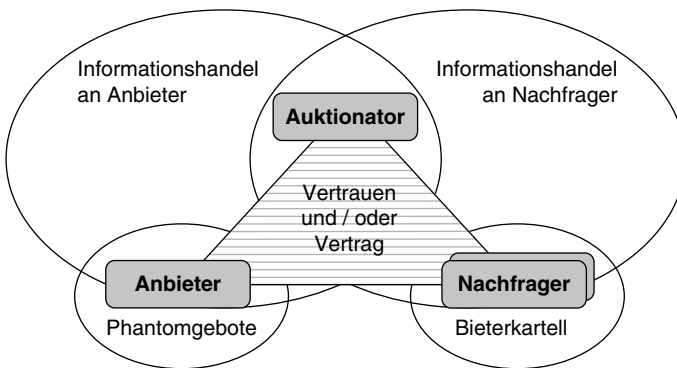 Informationshandel
an Anbieter
Informationshandel
an Nachfrager
Auktionator
Vertrauen
und / oder
Vertrag
Anbieter
Nachfrager
Phantomgebote
Bieterkartell